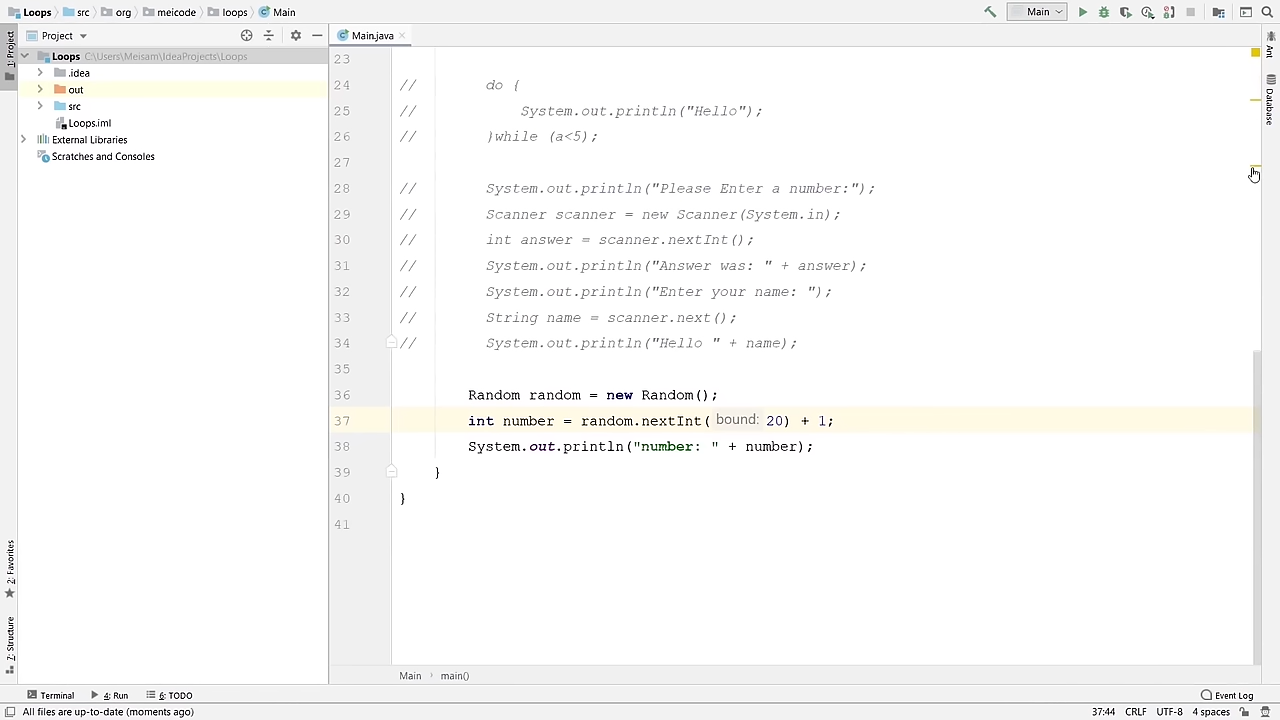 Loops src org meicode loops Main Main
1: Project Project Main.java × Ant
Loops C:\Users\Meisam\IdeaProjects\Loops
.idea
out
src
Loops.iml
External Libraries
Scratches and Consoles
Database
23
24 // do {
25 // System.out.println("Hello");
26 // }while (a<5);
27
28 // System.out.println("Please Enter a number:");
29 // Scanner scanner = new Scanner(System.in);
30 // int answer = scanner.nextInt();
31 // System.out.println("Answer was: " + answer);
32 // System.out.println("Enter your name: ");
33 // String name = scanner.next();
34 // System.out.println("Hello " + name);
35
36 Random random = new Random();
37 int number = random.nextInt( bound: 20) + 1;
38 System.out.println("number: " + number);
39 }
40 }
41
2: Favorites
7: Structure
Main › main()
Terminal 4: Run 6: TODO Event Log
All files are up-to-date (moments ago) 37:44 CRLF UTF-8 4 spaces